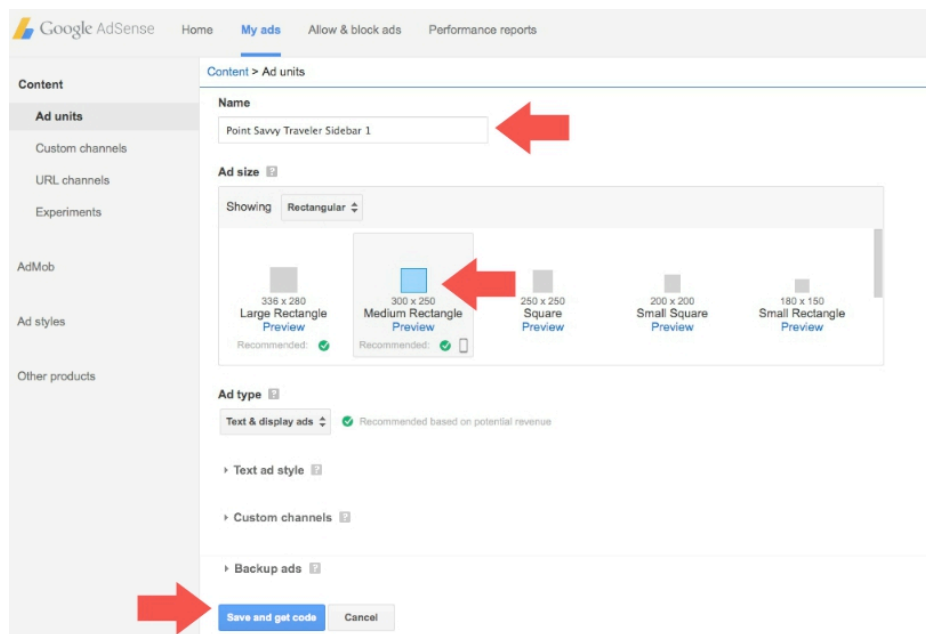 Google AdSense Home My ads Allow & block ads Performance reports
Content
Ad units
Custom channels
URL channels
Experiments
AdMob
Ad styles
Other products
Content > Ad units
Name
Point Savvy Traveler Sidebar 1
Ad size ?
Showing Rectangular
336 x 280
Large Rectangle
Preview
Recommended:
300 x 250
Medium Rectangle
Preview
Recommended:
250 x 250
Square
Preview
200 x 200
Small Square
Preview
180 x 150
Small Rectangle
Preview
Ad type ?
Text & display ads Recommended based on potential revenue
Text ad style ?
Custom channels ?
Backup ads ?
Save and get code Cancel